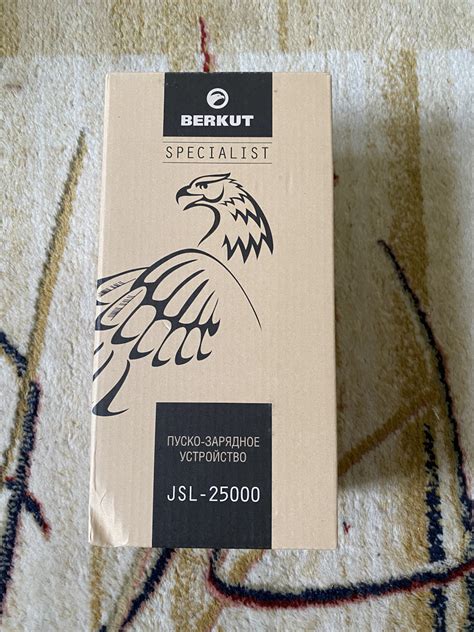 BERKUT
SPECIALIST
ПУСКО-ЗАРЯДНОЕ
УСТРОЙСТВО
JSL-25000